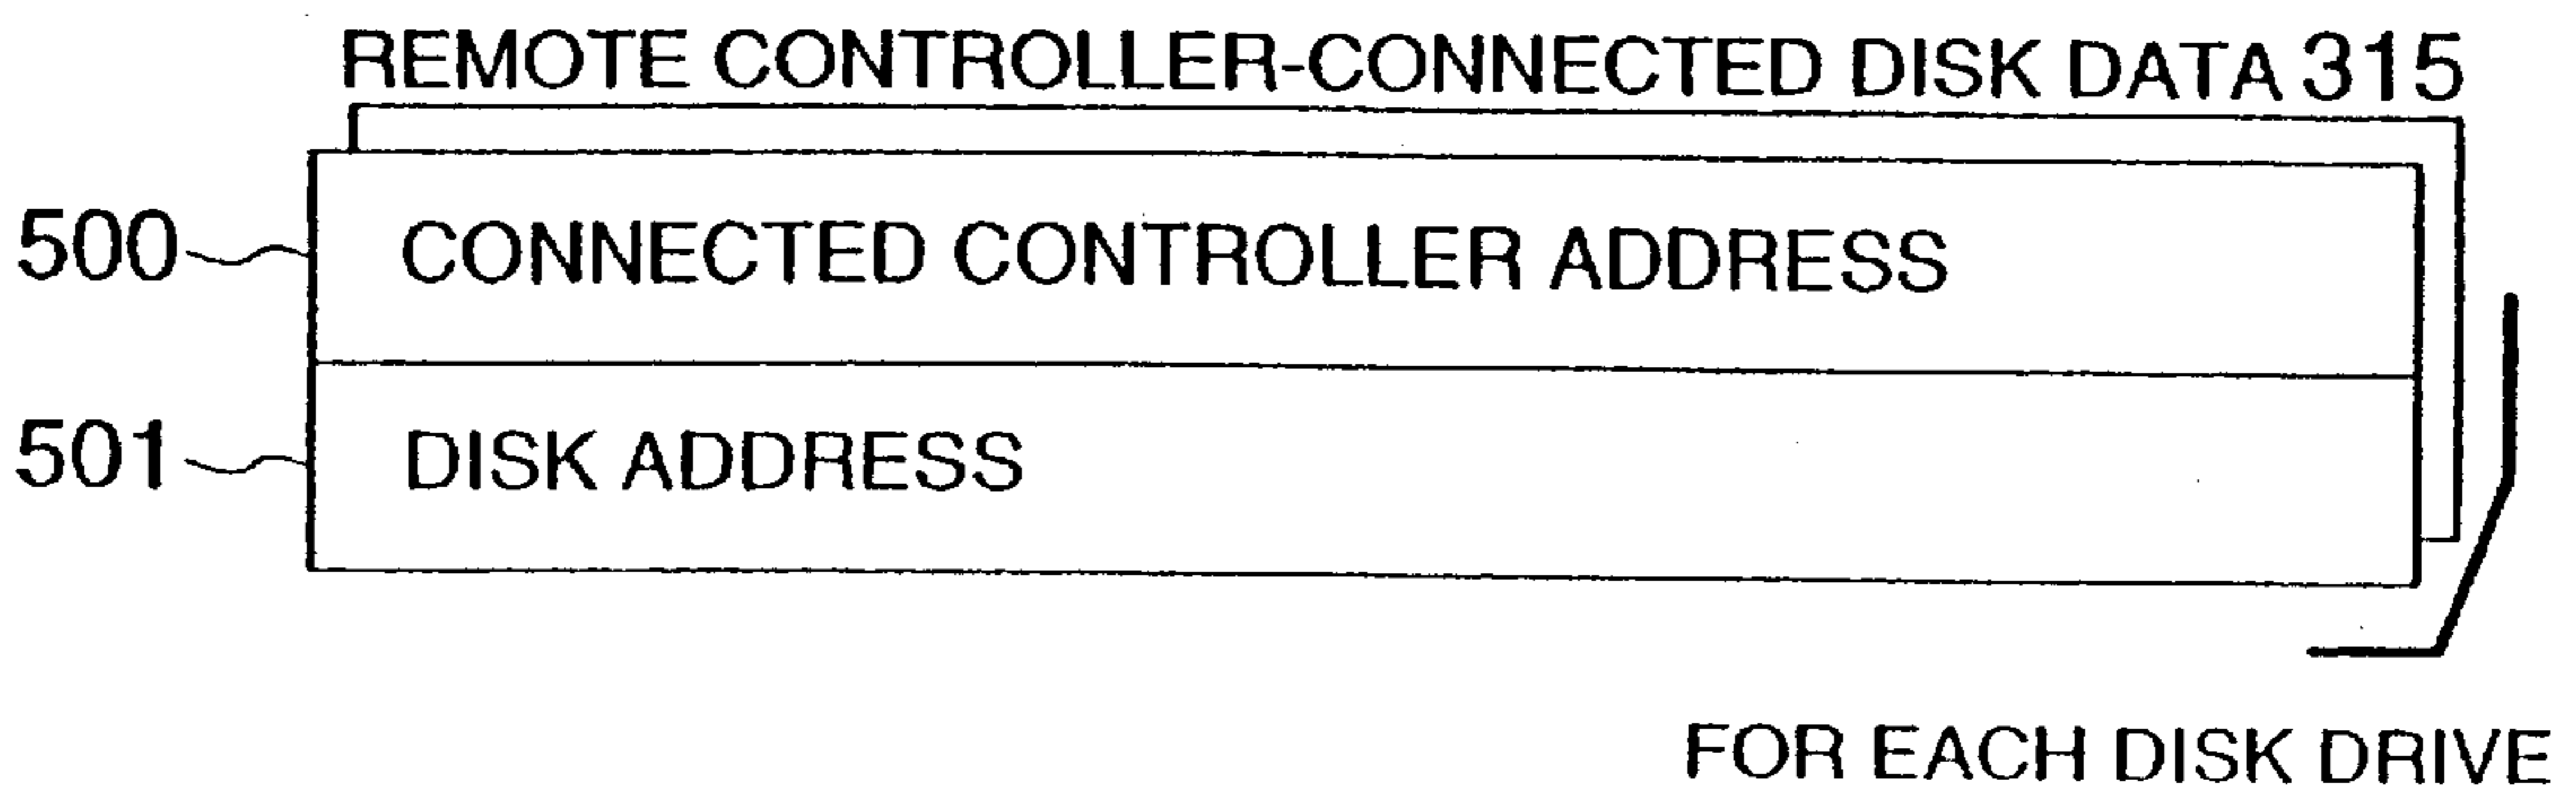 REMOTE CONTROLLER-CONNECTED DISK DATA 315
500 CONNECTED CONTROLLER ADDRESS
501 DISK ADDRESS
FOR EACH DISK DRIVE